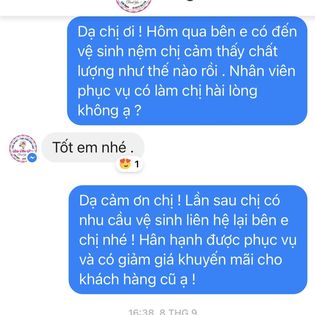 Dạ chị ơi ! Hôm qua bên e có đến
vệ sinh nệm chị cảm thấy chất
lượng như thế nào rồi . Nhân viên
phục vụ có làm chị hài lòng
không ạ ?
Tốt em nhé .
1
Dạ cảm ơn chị ! Lần sau chị có
nhu cầu vệ sinh liên hệ lại bên e
chị nhé ! Hân hạnh được phục vụ
và có giảm giá khuyến mãi cho
khách hàng cũ ạ !
16:38, 8 THG 9